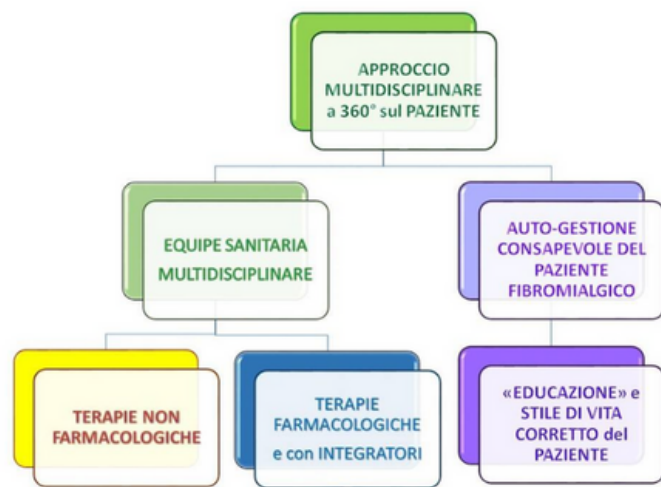 APPROCCIO
MULTIDISCIPLINARE
a 360° sul PAZIENTE
EQUIPE SANITARIA
MULTIDISCIPLINARE
AUTO-GESTIONE
CONSAPEVOLE DEL
PAZIENTE
FIBROMIALGICO
TERAPIE NON
FARMACOLOGICHE
TERAPIE
FARMACOLOGICHE
e con INTEGRATORI
«EDUCAZIONE» e
STILE DI VITA
CORRETTO del
PAZIENTE